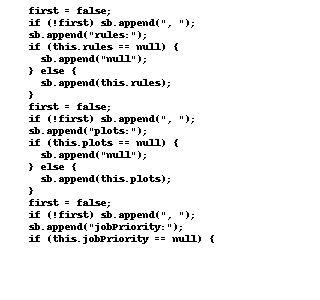 first = false;
if (!first) sb.append(", ");
sb.append("rules:");
if (this.rules == null) {
sb.append("null");
} else {
sb.append(this.rules);
}
first = false;
if (!first) sb.append(", ");
sb.append("plots:");
if (this.plots == null) {
sb.append("null");
} else {
sb.append(this.plots);
}
first = false;
if (!first) sb.append(", ");
sb.append("jobPriority:");
if (this.jobPriority == null) {